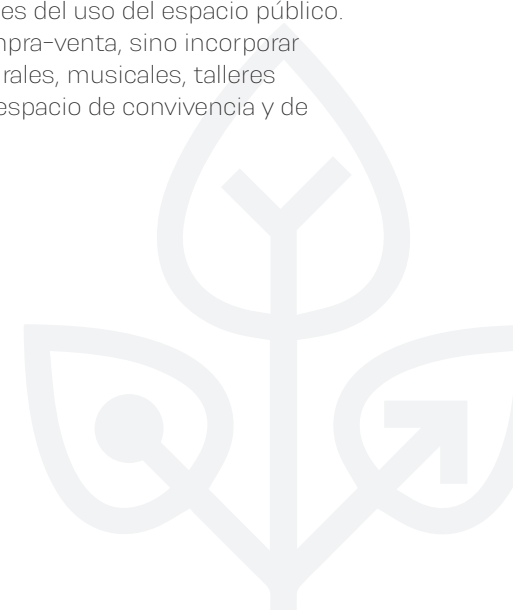 es del uso del espacio público.
mpra-venta, sino incorporar
rales, musicales, talleres
espacio de convivencia y de